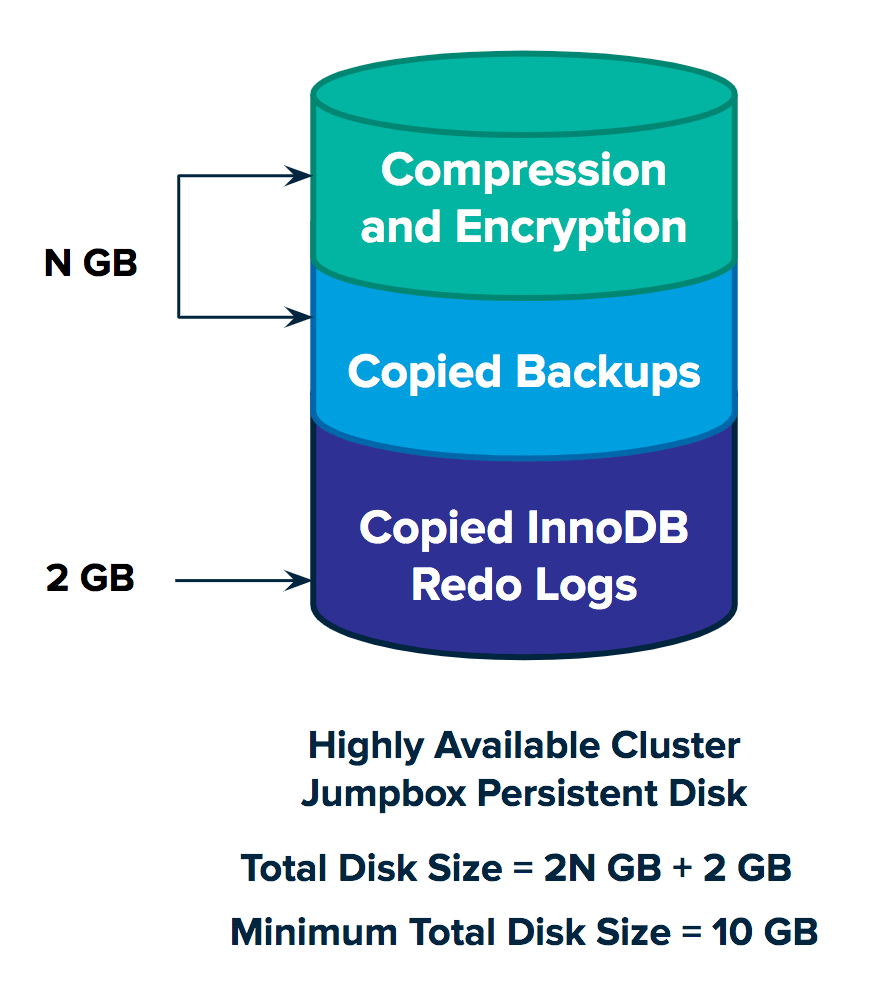 Compression
and Encryption
N GB
Copied Backups
Copied InnoDB
Redo Logs
2 GB
Highly Available Cluster
Jumpbox Persistent Disk
Total Disk Size = 2N GB + 2 GB
Minimum Total Disk Size = 10 GB